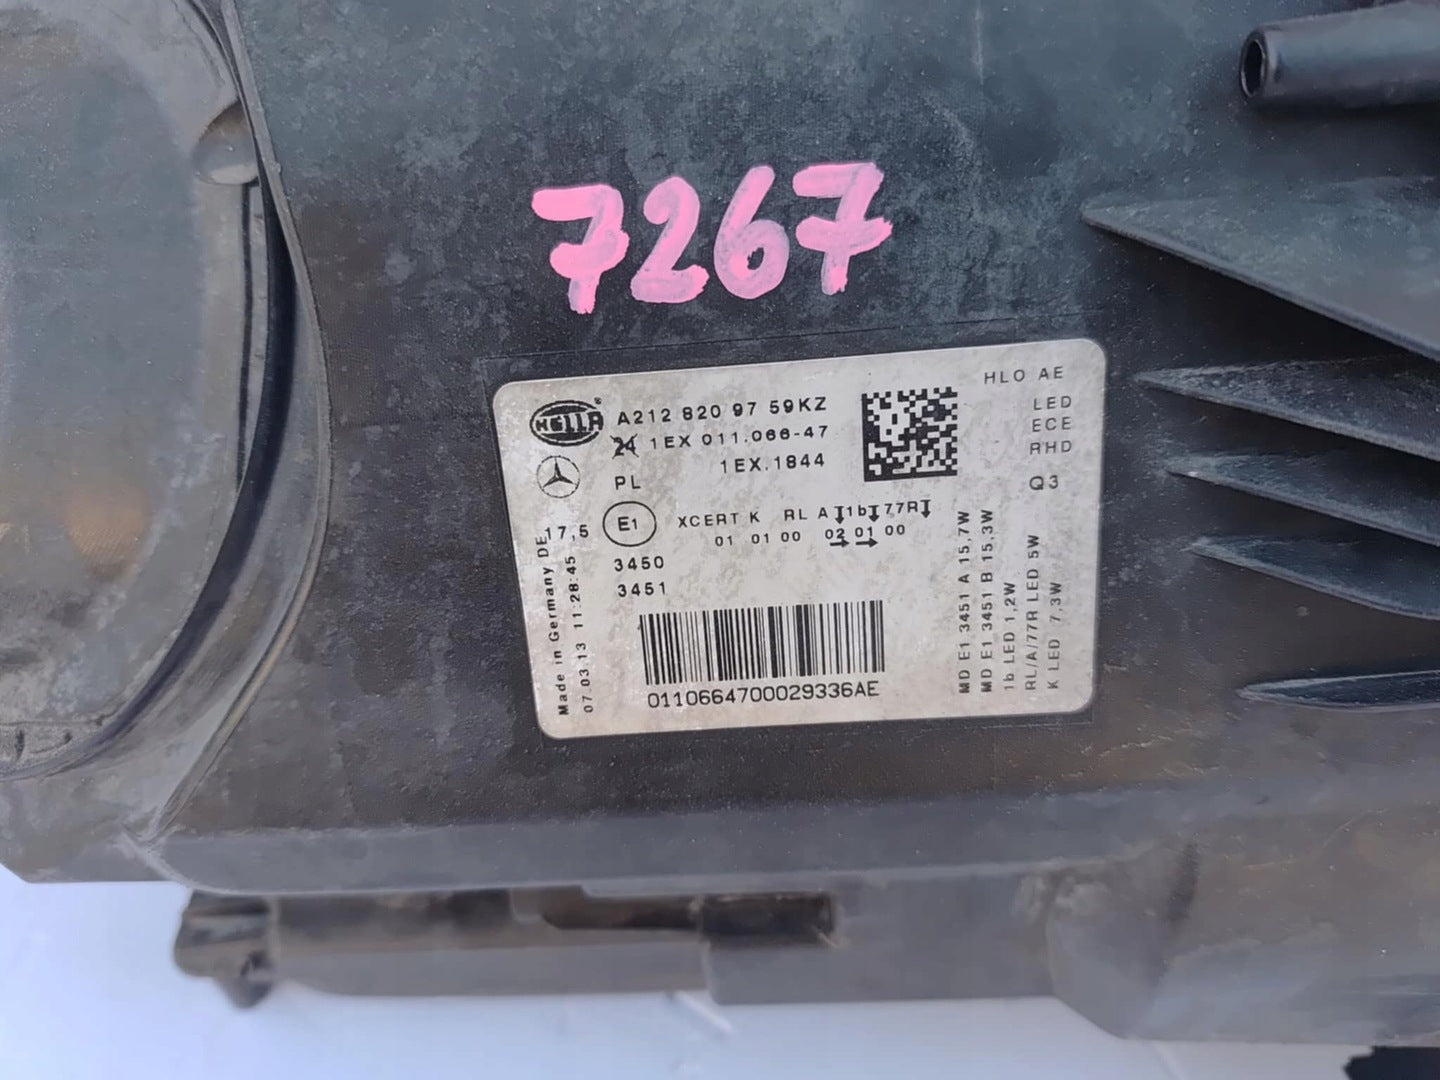 7267
HELLA® A212 820 97 59KZ
24 1EX 011.066-47
1EX.1844
PL
HLO AE
LED
ECE
RHD
Q3
17,5 E1 XCERT K RL A 1b 77R
01 01 00 02 01 00
3450
3451
0110664700029336AE
Made in Germany DE
07.03.13 11:28:45
MD E1 3451 A 15,7W
MD E1 3451 B 15,3W
1b LED 1,2W
RL/A/77R LED 5W
K LED 7,3W